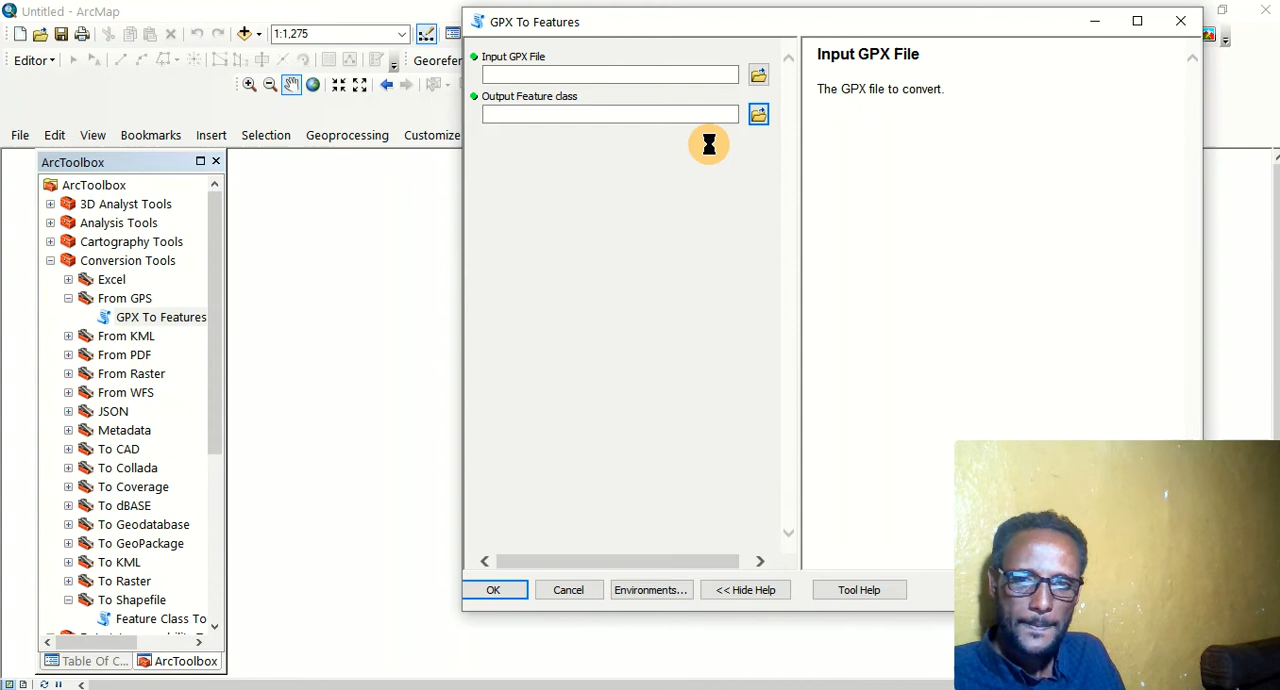 Untitled - ArcMap
GPX To Features
1:1,275
Editor
Georefer
File Edit View Bookmarks Insert Selection Geoprocessing Customize
Input GPX File
Output Feature class
Input GPX File
The GPX file to convert.
ArcToolbox
ArcToolbox
3D Analyst Tools
Analysis Tools
Cartography Tools
Conversion Tools
Excel
From GPS
GPX To Features
From KML
From PDF
From Raster
From WFS
JSON
Metadata
To CAD
To Collada
To Coverage
To dBASE
To Geodatabase
To GeoPackage
To KML
To Raster
To Shapefile
Feature Class To
OK Cancel Environments... << Hide Help Tool Help
Table Of C... ArcToolbox